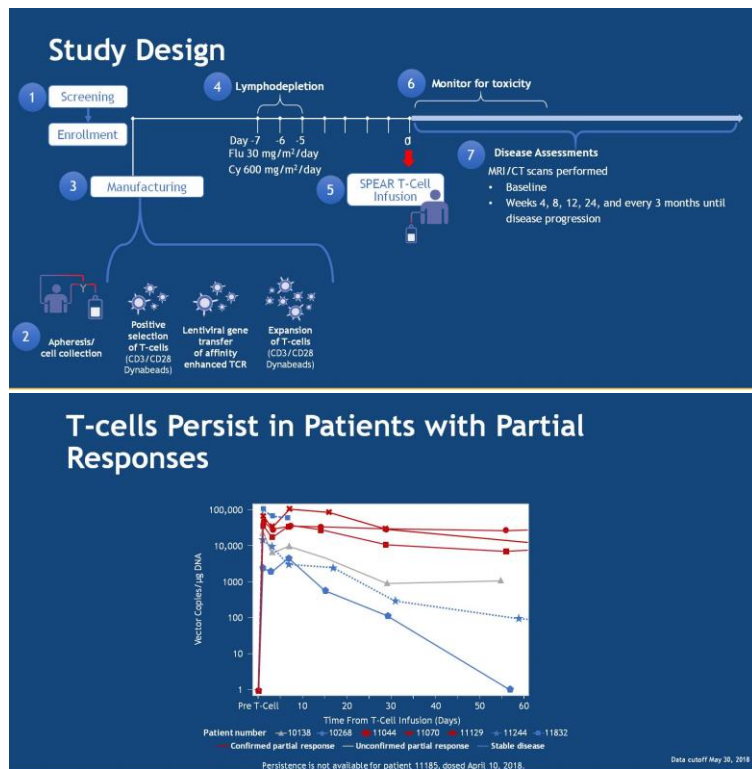 Study Design
1
Screening
Enrollment
4
Lymphodepletion
Day -7 -6 -5 0
Flu 30 mg/m²/day
Cy 600 mg/m²/day
3
Manufacturing
5
SPEAR T-Cell
Infusion
6
Monitor for toxicity
7
Disease Assessments
MRI/CT scans performed
• Baseline
• Weeks 4, 8, 12, 24, and every 3 months until
disease progression
2
Apheresis/
cell collection
Positive
selection
of T-cells
(CD3/CD28
Dynabeads)
Lentiviral gene
transfer
of affinity
enhanced TCR
Expansion
of T-cells
(CD3/CD28
Dynabeads)
T-cells Persist in Patients with Partial
Responses
Vector Copies/µg DNA
100,000
10,000
1000
100
10
1
Pre T-Cell 10 20 30 40 50 60
Time From T-Cell Infusion (Days)
Patient number 10138 10268 11044 11070 11129 11244 11832
Confirmed partial response Unconfirmed partial response Stable disease
Persistence is not available for patient 11185, dosed April 10, 2018.
Data cutoff May 30, 2018